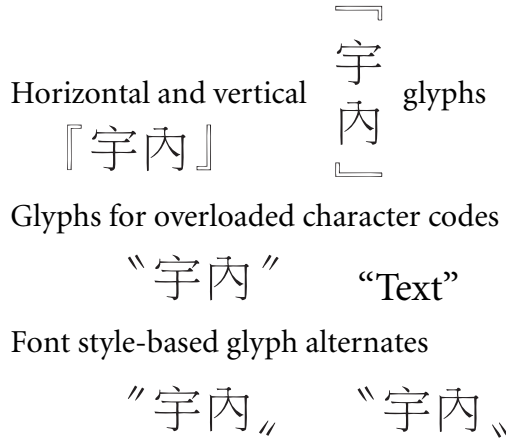 Horizontal and vertical 『宇內』 glyphs
『宇內』
Glyphs for overloaded character codes
〝宇內〞 “Text”
Font style-based glyph alternates
〞宇內〟 〝宇內〟